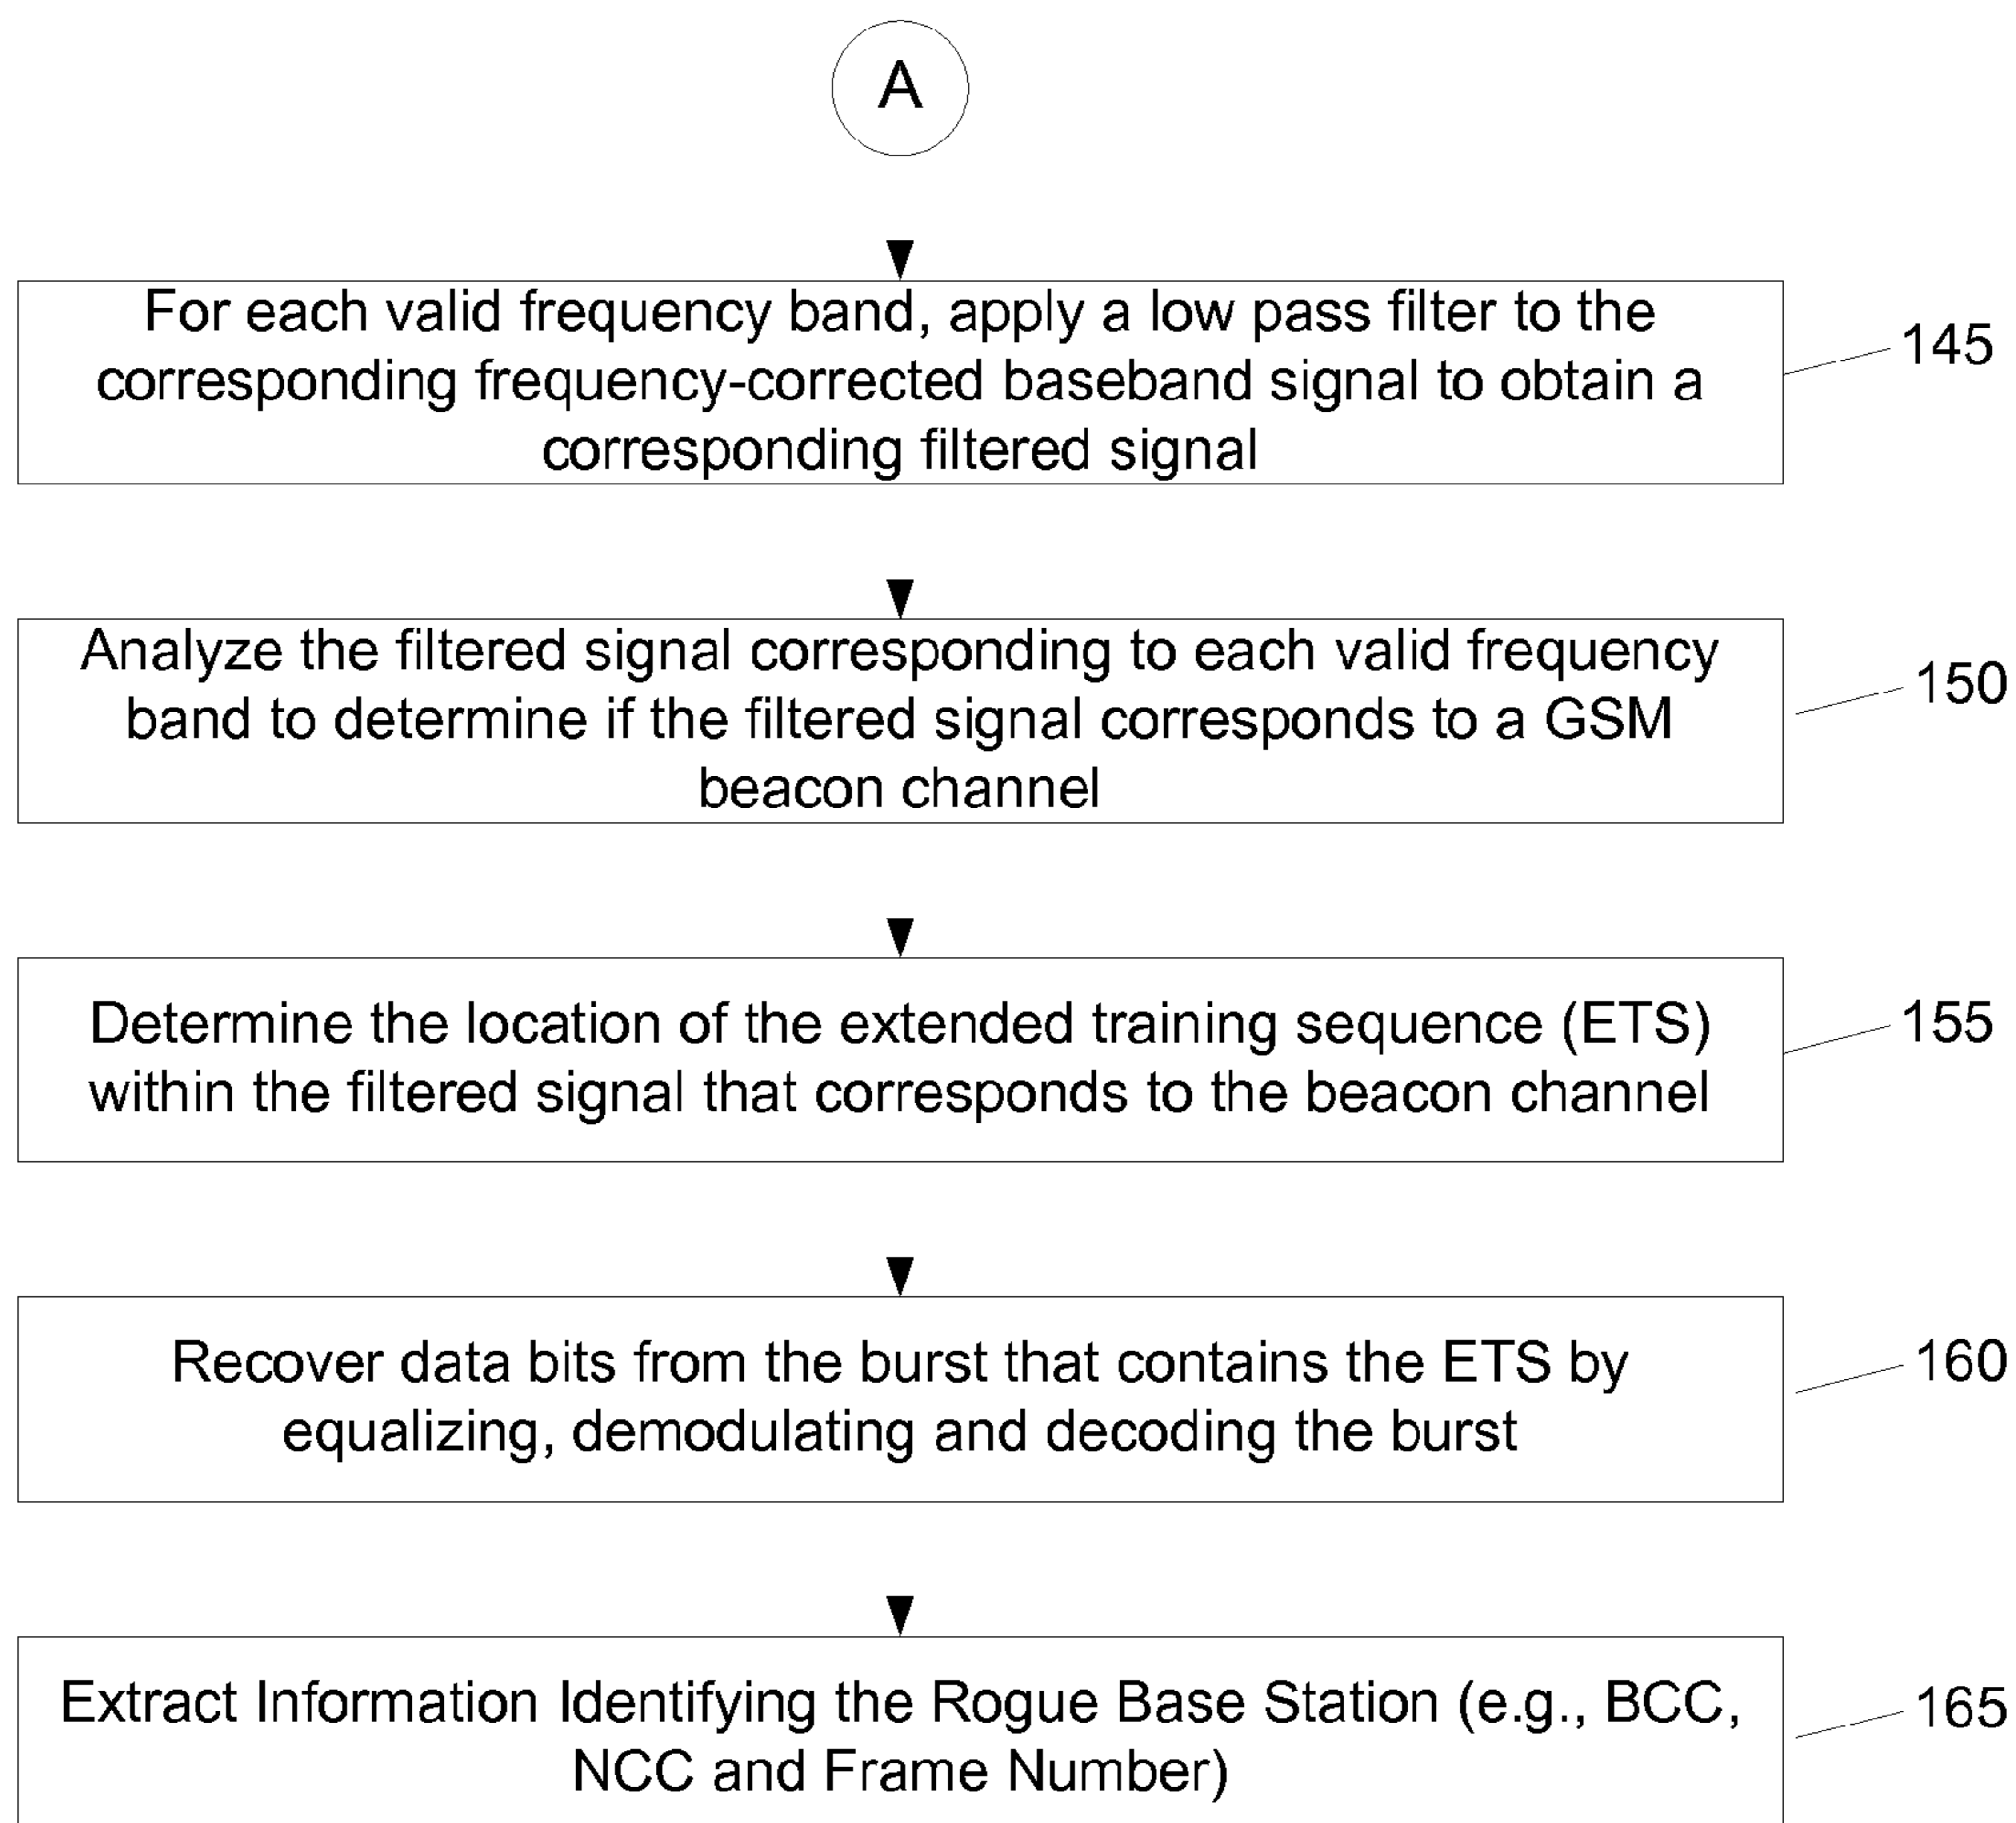 A
For each valid frequency band, apply a low pass filter to the
corresponding frequency-corrected baseband signal to obtain a
corresponding filtered signal
145
Analyze the filtered signal corresponding to each valid frequency
band to determine if the filtered signal corresponds to a GSM
beacon channel
150
Determine the location of the extended training sequence (ETS)
within the filtered signal that corresponds to the beacon channel
155
Recover data bits from the burst that contains the ETS by
equalizing, demodulating and decoding the burst
160
Extract Information Identifying the Rogue Base Station (e.g., BCC,
NCC and Frame Number)
165